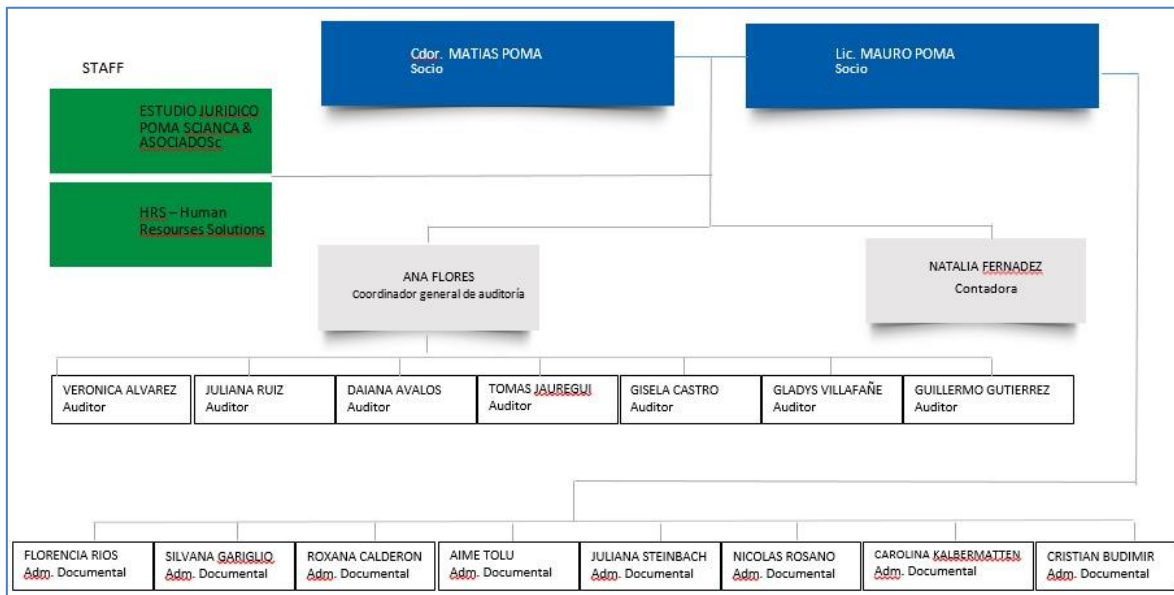 Cdor. MATIAS POMA
Socio
Lic. MAURO POMA
Socio
STAFF
ESTUDIO JURIDICO
POMA SCIANCA &
ASOCIADOSc
HRS – Human
Resourses Solutions
ANA FLORES
Coordinador general de auditoría
NATALIA FERNADEZ
Contadora
VERONICA ALVAREZ
Auditor
JULIANA RUIZ
Auditor
DAIANA AVALOS
Auditor
TOMAS JAUREGUI
Auditor
GISELA CASTRO
Auditor
GLADYS VILLAFAÑE
Auditor
GUILLERMO GUTIERREZ
Auditor
FLORENCIA RIOS
Adm. Documental
SILVANA GARIGLIO
Adm. Documental
ROXANA CALDERON
Adm. Documental
AIME TOLU
Adm. Documental
JULIANA STEINBACH
Adm. Documental
NICOLAS ROSANO
Adm. Documental
CAROLINA KALBERMATTEN
Adm. Documental
CRISTIAN BUDIMIR
Adm. Documental